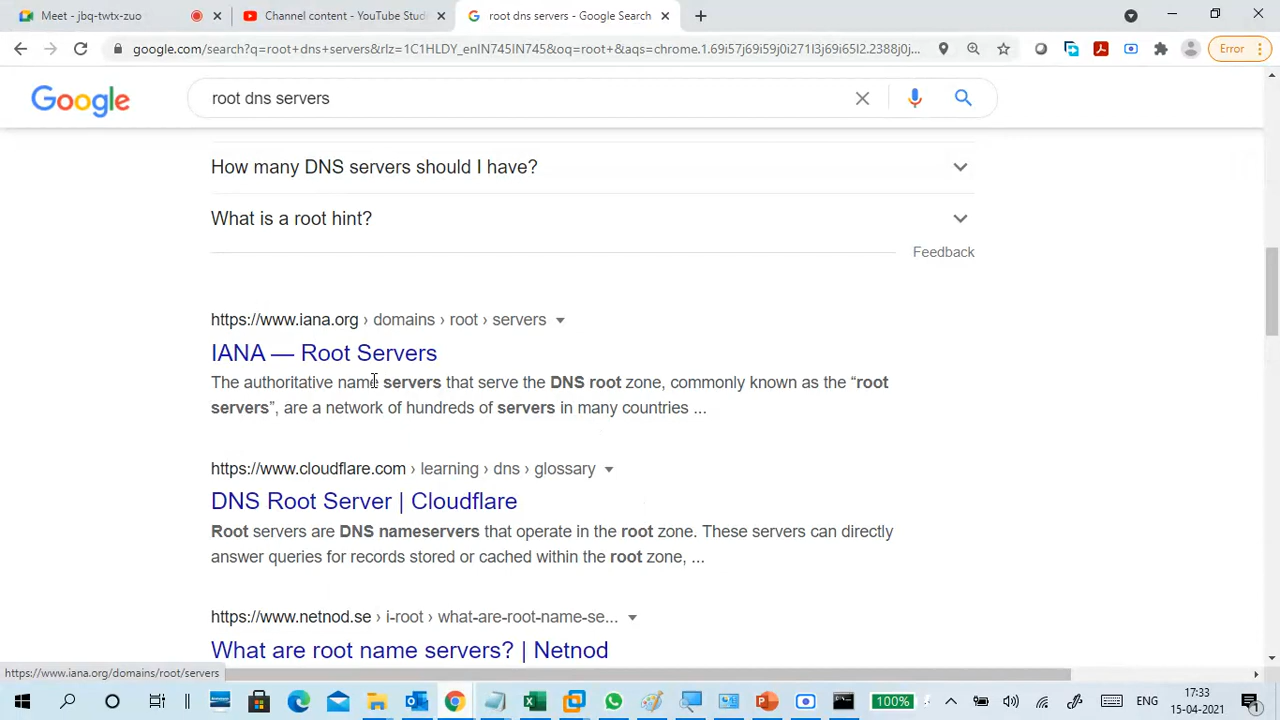 Meet - jbq-twtx-zuo
Channel content - YouTube Stud
root dns servers - Google Search
google.com/search?q=root+dns+servers&rlz=1C1HLDY_enIN745IN745&oq=root+&aqs=chrome.1.69i57j69i59j0i271l3j69i65l2.2388j0j...
Error
Google
root dns servers
How many DNS servers should I have?
What is a root hint?
Feedback
https://www.iana.org › domains › root › servers
IANA — Root Servers
The authoritative name servers that serve the DNS root zone, commonly known as the “root
servers”, are a network of hundreds of servers in many countries ...
https://www.cloudflare.com › learning › dns › glossary
DNS Root Server | Cloudflare
Root servers are DNS nameservers that operate in the root zone. These servers can directly
answer queries for records stored or cached within the root zone, ...
https://www.netnod.se › i-root › what-are-root-name-se...
What are root name servers? | Netnod
https://www.iana.org/domains/root/servers
100%
ENG
17:33
15-04-2021